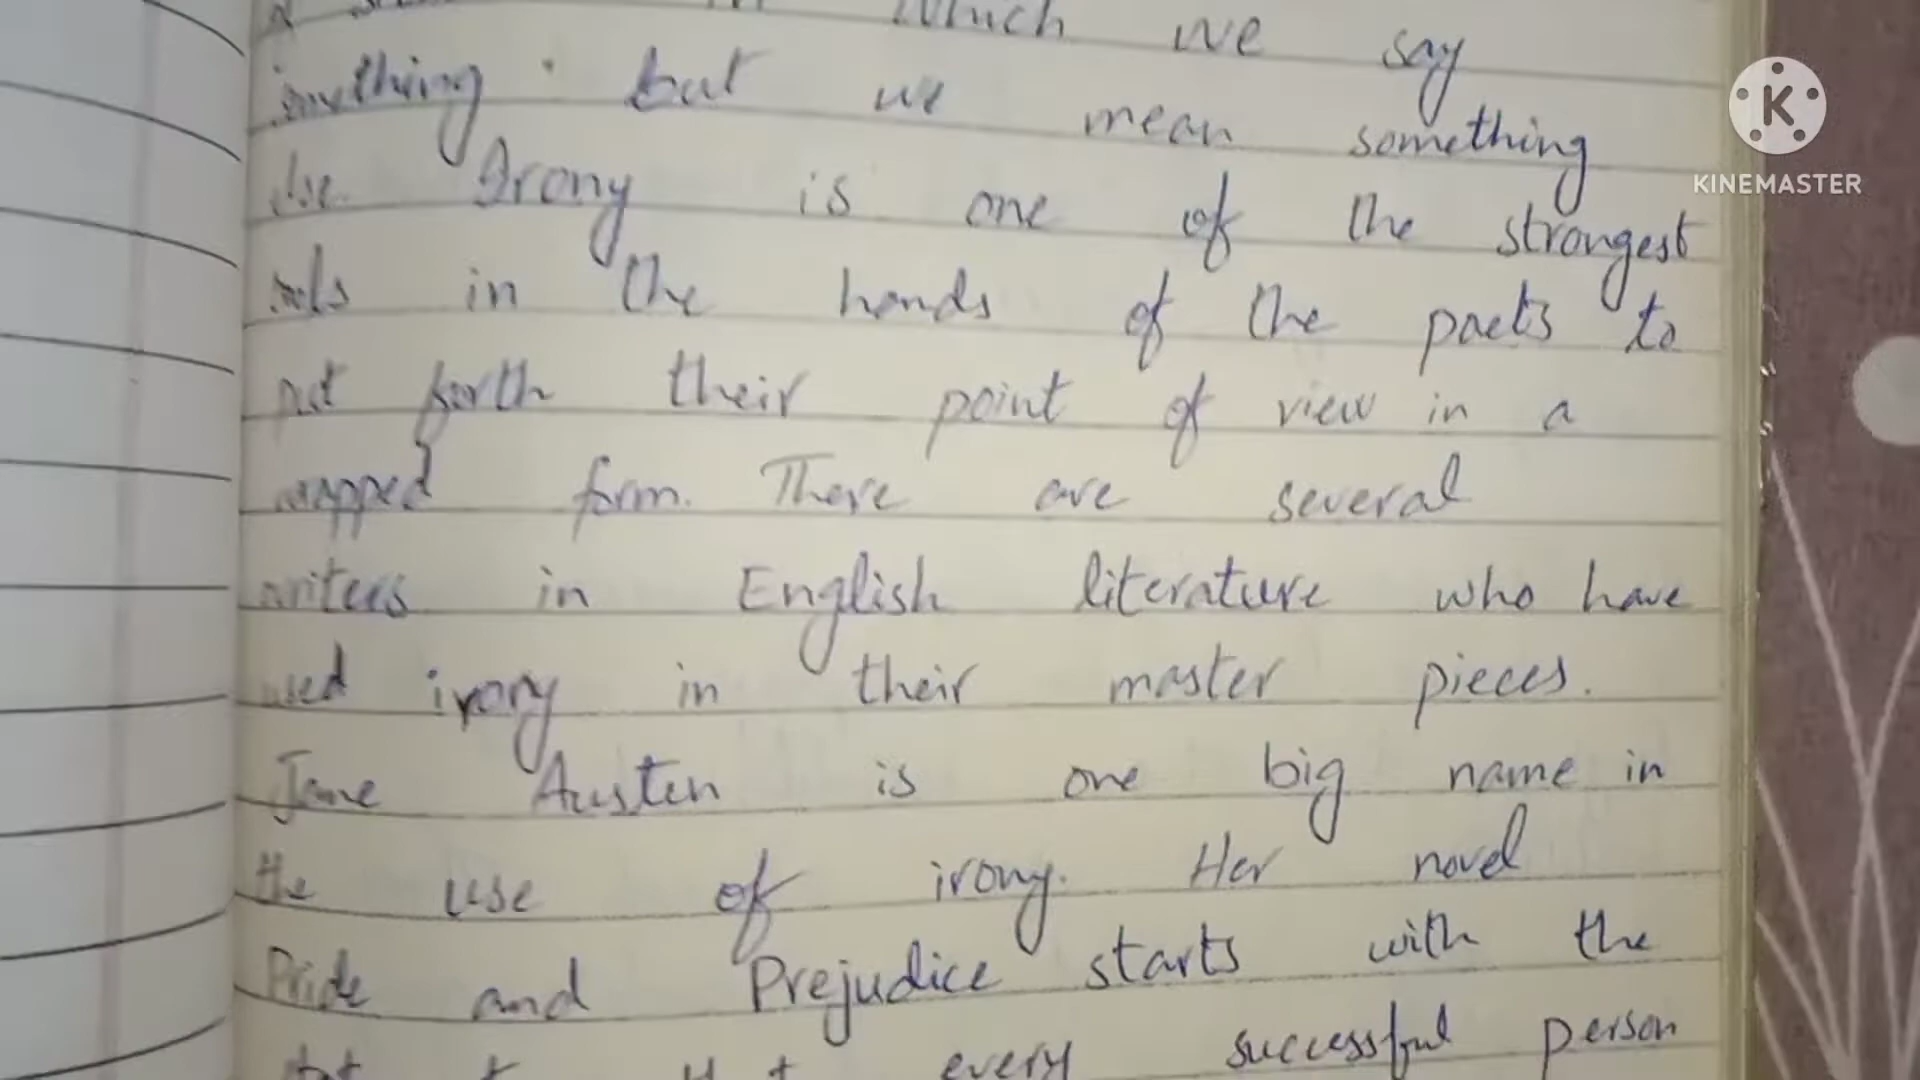 which we say
something but we mean something
else. Irony is one of the strongest
tools in the hands of the poets to
put forth their point of view in a
wrapped form. There are several
writers in English literature who have
used irony in their master pieces.
Jane Austen is one big name in
the use of irony. Her novel
Pride and Prejudice starts with the
every successful person
KINEMASTER